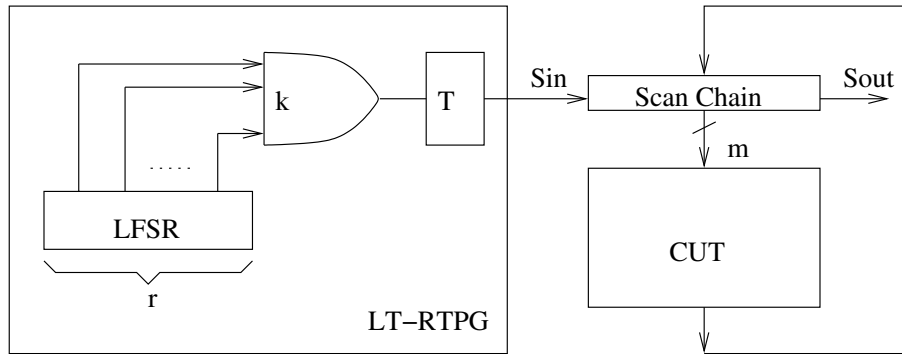 k
T
Sin
Scan Chain
Sout
m
. . . . .
LFSR
CUT
r
LT-RTPG